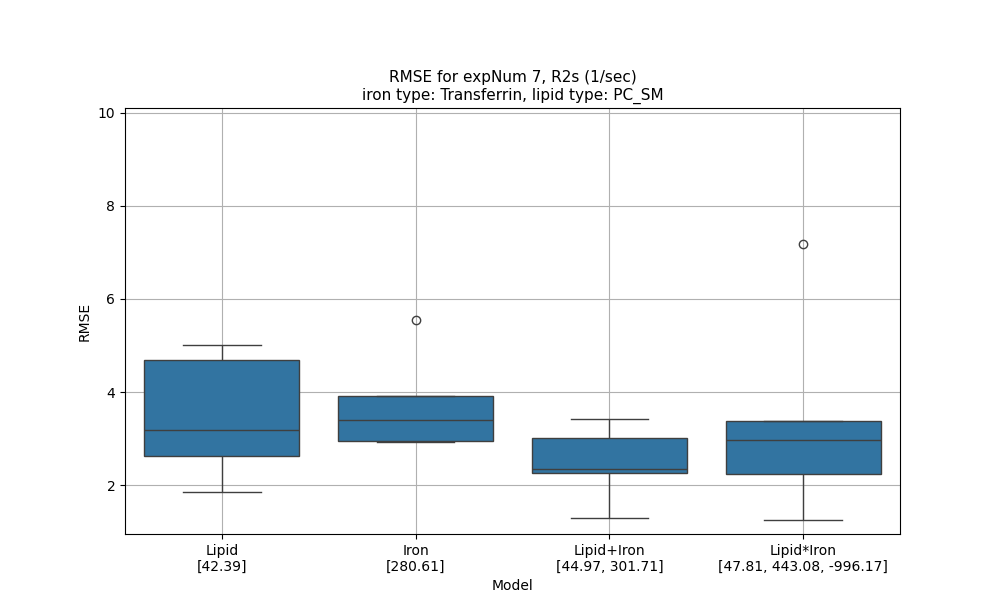 RMSE for expNum 7, R2s (1/sec)
iron type: Transferrin, lipid type: PC_SM
10
8
6
4
2
RMSE
Lipid
[42.39]
Iron
[280.61]
Lipid+Iron
[44.97, 301.71]
Lipid*Iron
[47.81, 443.08, -996.17]
Model